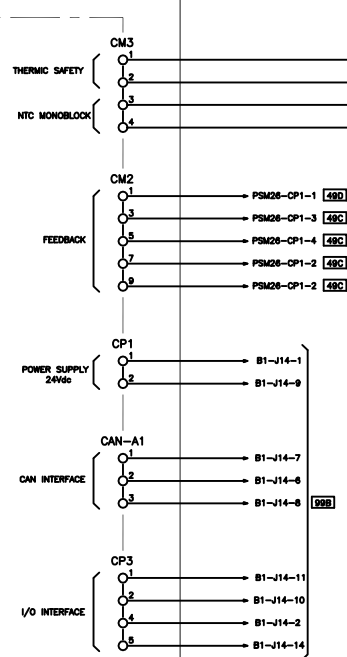 CM3
THERMIC SAFETY
1
2
NTC MONOBLOCK
3
4
CM2
FEEDBACK
1 PSM26-CP1-1 49D
3 PSM26-CP1-3 49C
5 PSM26-CP1-4 49C
7 PSM26-CP1-2 49C
9 PSM26-CP1-2 49C
CP1
POWER SUPPLY
24Vdc
1 B1-J14-1
2 B1-J14-9
CAN-A1
CAN INTERFACE
1 B1-J14-7
2 B1-J14-6
3 B1-J14-8
99B
CP3
I/O INTERFACE
1 B1-J14-11
2 B1-J14-10
4 B1-J14-2
5 B1-J14-14